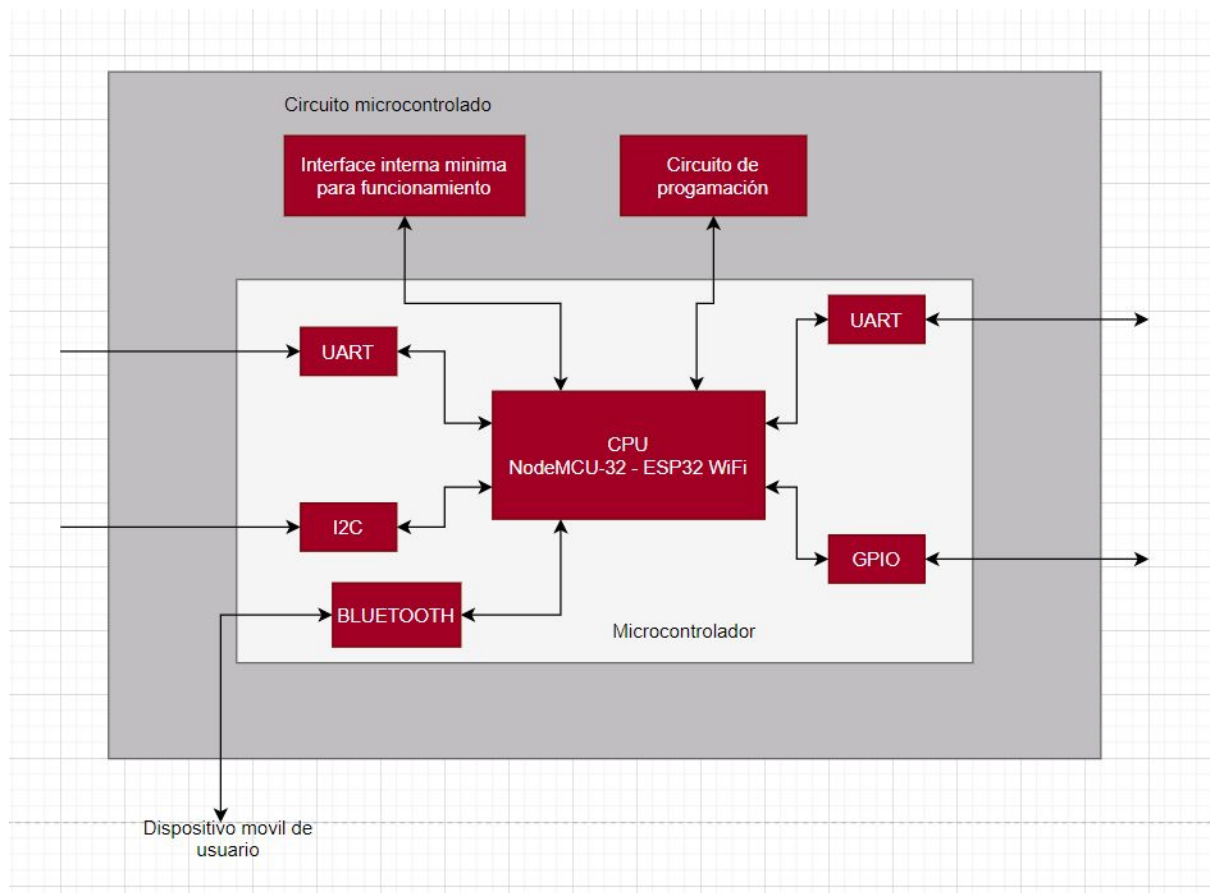 Circuito microcontrolado
Interface interna minima
para funcionamiento
Circuito de
progamación
UART
UART
CPU
NodeMCU-32 - ESP32 WiFi
I2C
GPIO
BLUETOOTH
Microcontrolador
Dispositivo movil de
usuario